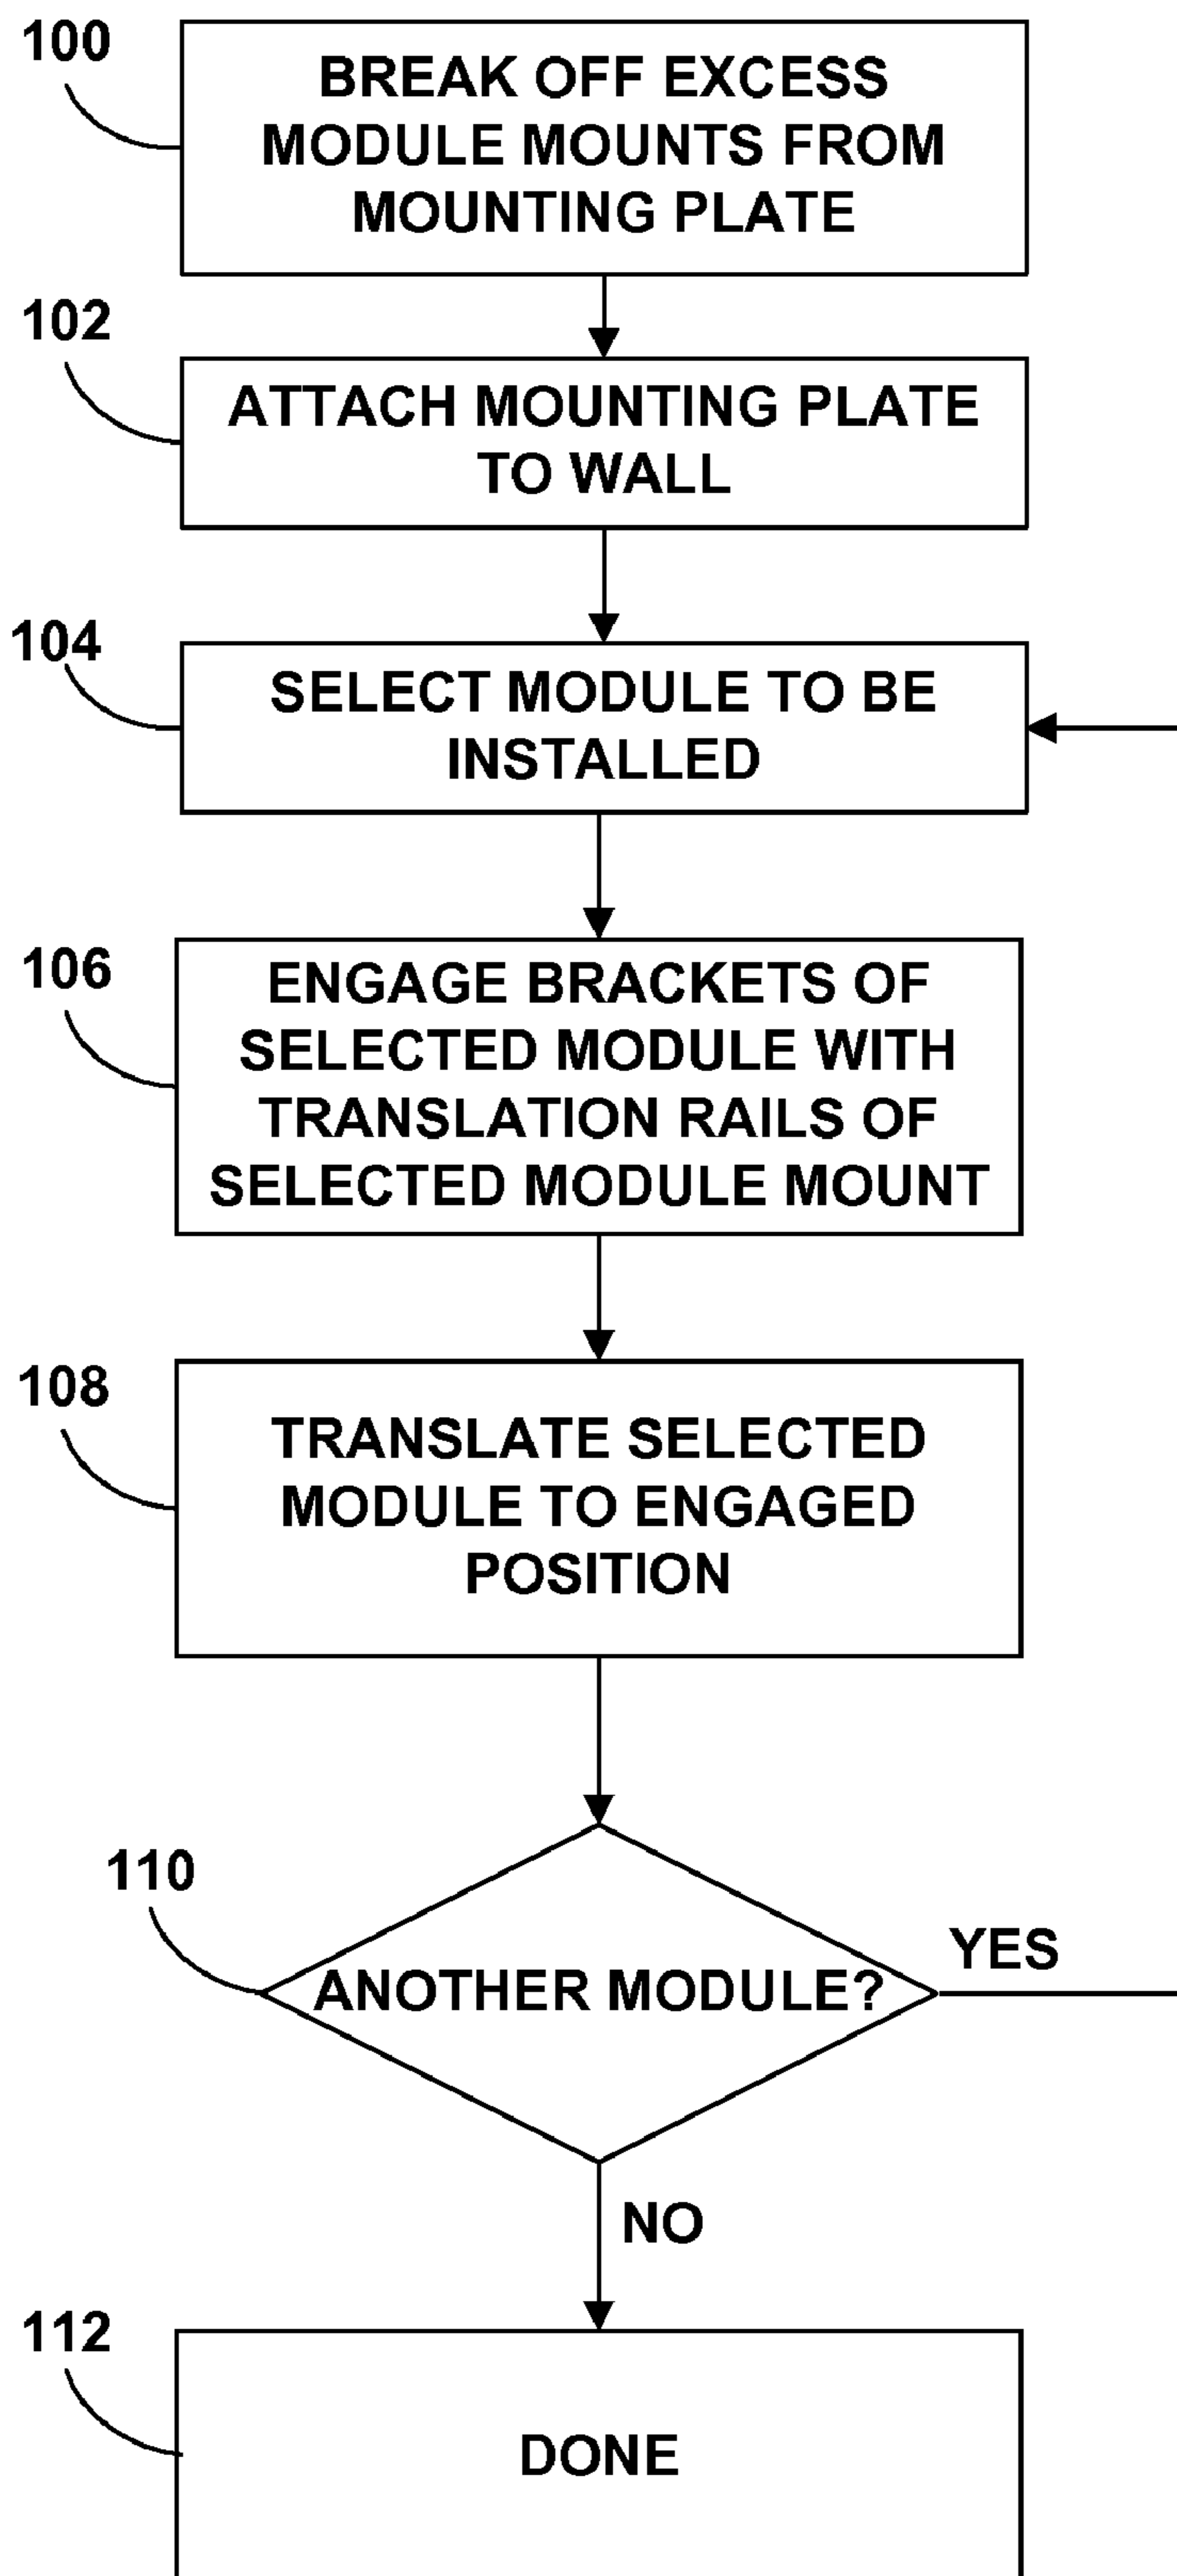 100
BREAK OFF EXCESS
MODULE MOUNTS FROM
MOUNTING PLATE
102
ATTACH MOUNTING PLATE
TO WALL
104
SELECT MODULE TO BE
INSTALLED
106
ENGAGE BRACKETS OF
SELECTED MODULE WITH
TRANSLATION RAILS OF
SELECTED MODULE MOUNT
108
TRANSLATE SELECTED
MODULE TO ENGAGED
POSITION
110
ANOTHER MODULE?
YES
NO
112
DONE